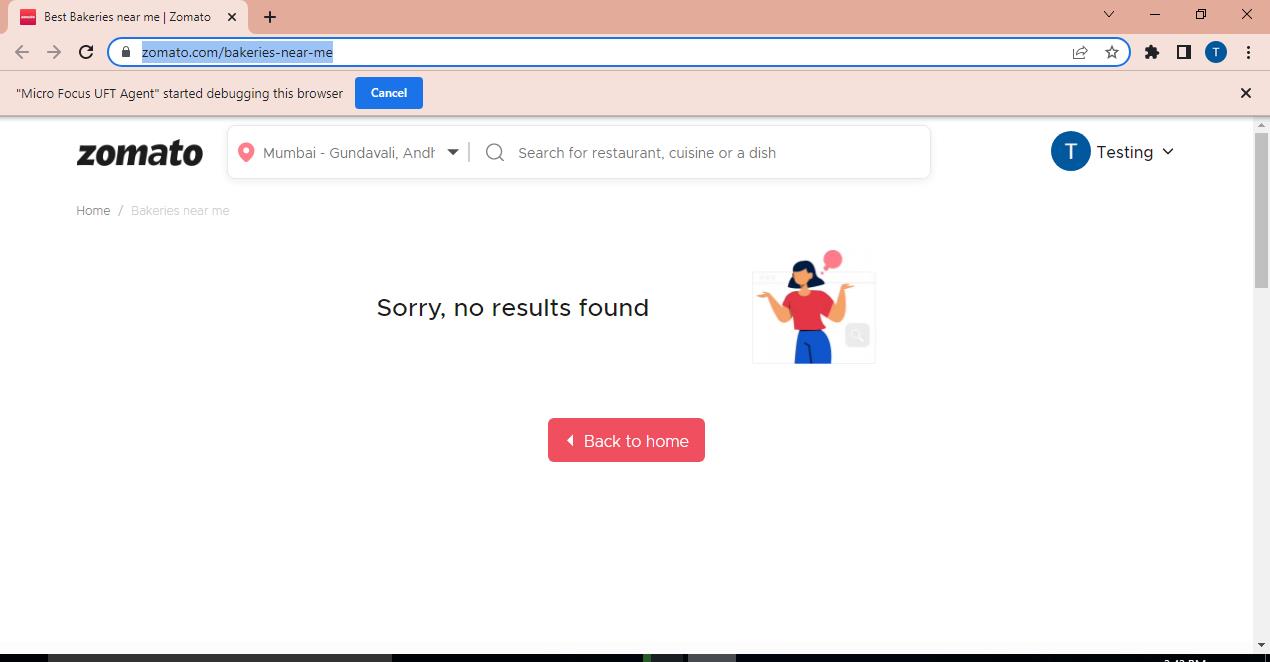 Best Bakeries near me | Zomato
zomato.com/bakeries-near-me
T
"Micro Focus UFT Agent" started debugging this browser
Cancel
zomato
Mumbai - Gundavali, Andh
Search for restaurant, cuisine or a dish
T
Testing
Home / Bakeries near me
Sorry, no results found
Back to home